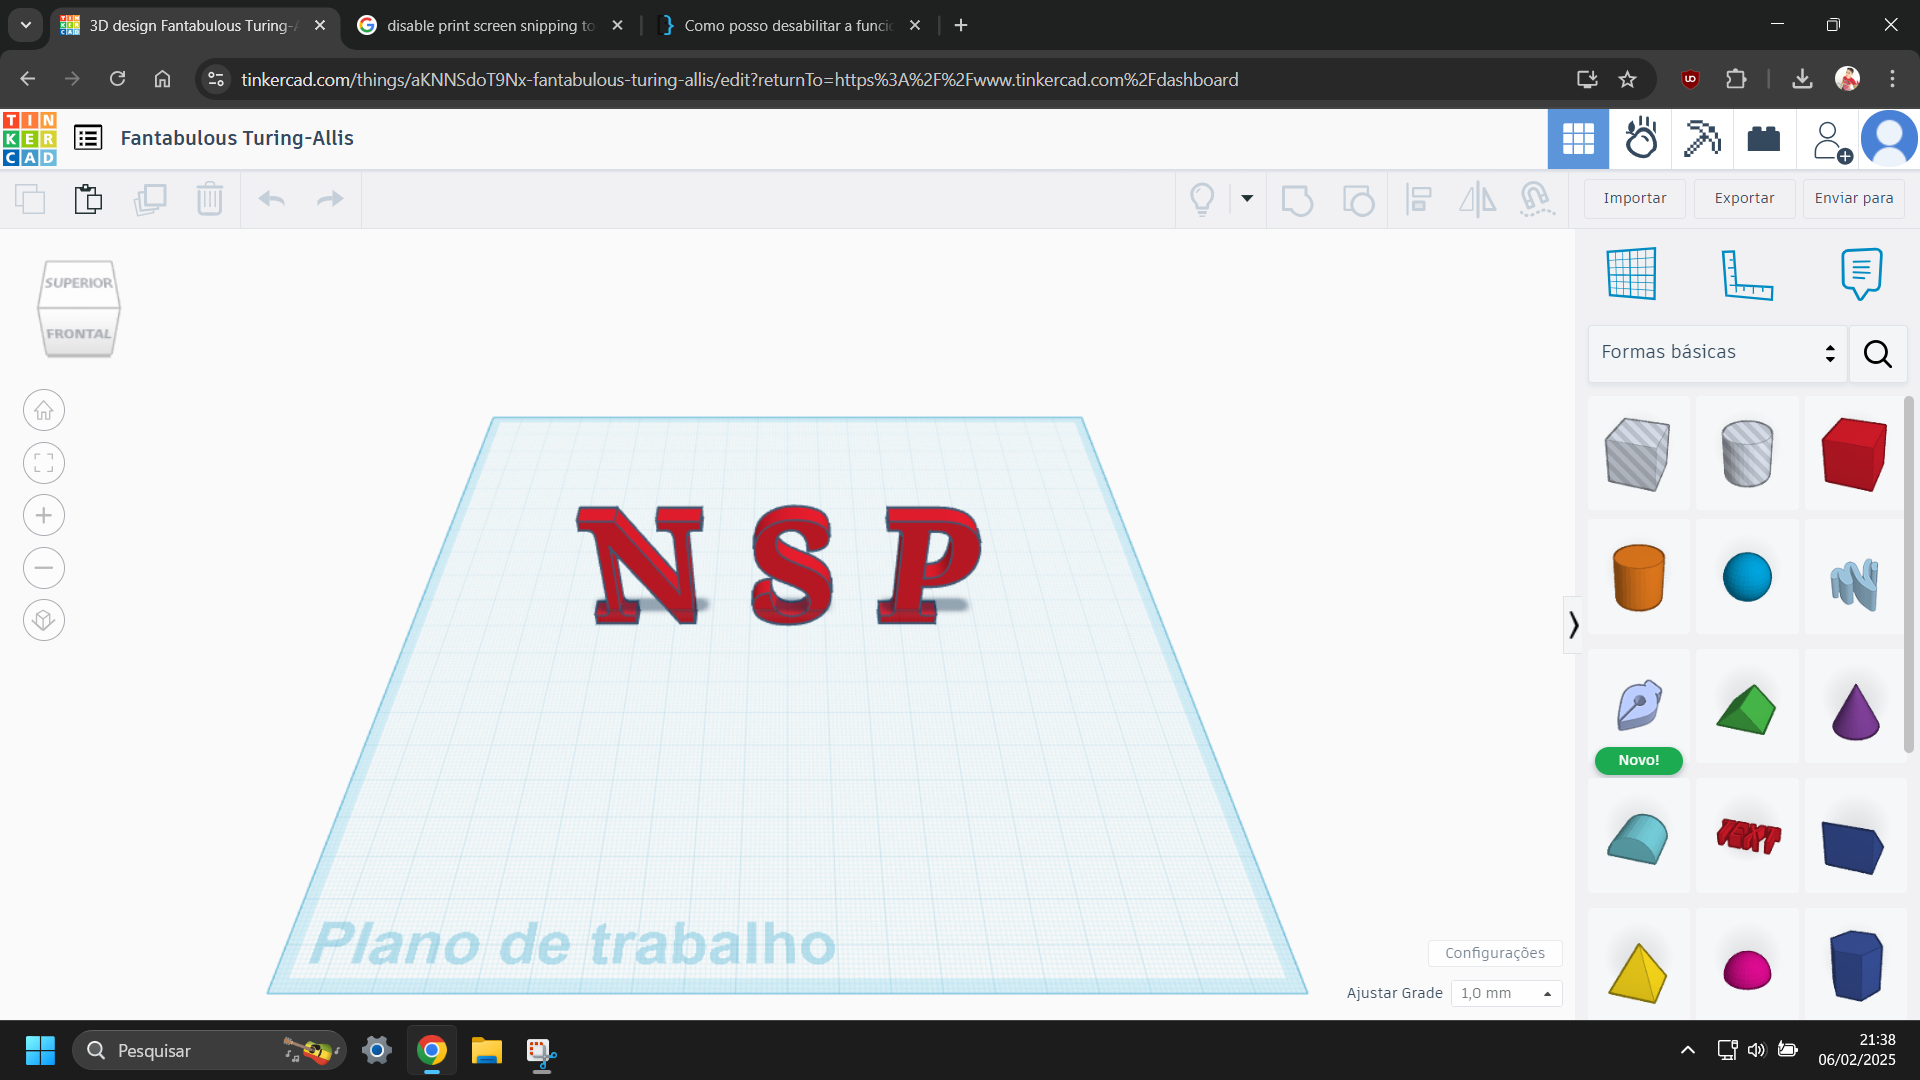 3D design Fantabulous Turing-A
disable print screen snipping to
Como posso desabilitar a funci
tinkercad.com/things/aKNNSdoT9Nx-fantabulous-turing-allis/edit?returnTo=https%3A%2F%2Fwww.tinkercad.com%2Fdashboard
TIN
KER
CAD
Fantabulous Turing-Allis
Importar
Exportar
Enviar para
SUPERIOR
FRONTAL
Formas básicas
N S P
Novo!
TEXT
Plano de trabalho
Configurações
Ajustar Grade
1,0 mm
Pesquisar
21:38
06/02/2025